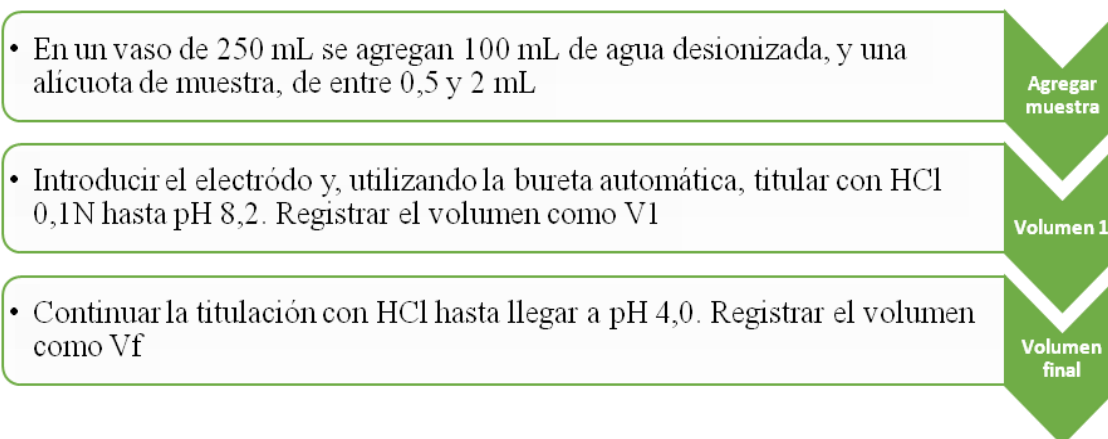 • En un vaso de 250 mL se agregan 100 mL de agua desionizada, y una
alícuota de muestra, de entre 0,5 y 2 mL
Agregar
muestra
• Introducir el electródo y, utilizando la bureta automática, titular con HCl
0,1N hasta pH 8,2. Registrar el volumen como V1
Volumen 1
• Continuar la titulación con HCl hasta llegar a pH 4,0. Registrar el volumen
como Vf
Volumen
final